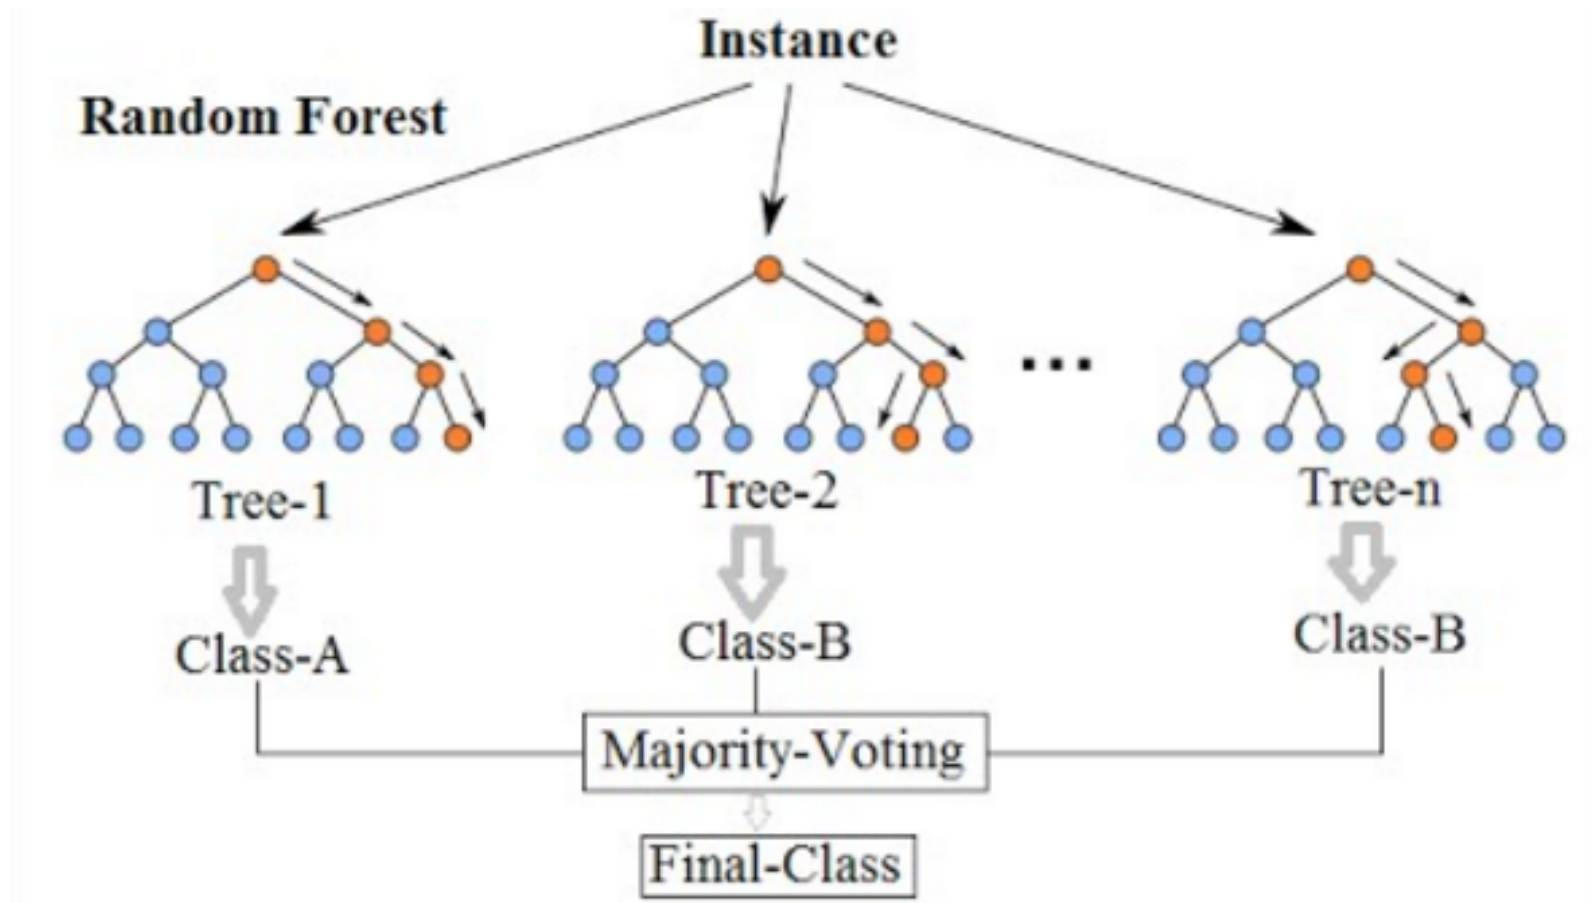 Instance
Random Forest
...
Tree-1
Tree-2
Tree-n
Class-A
Class-B
Class-B
Majority-Voting
Final-Class